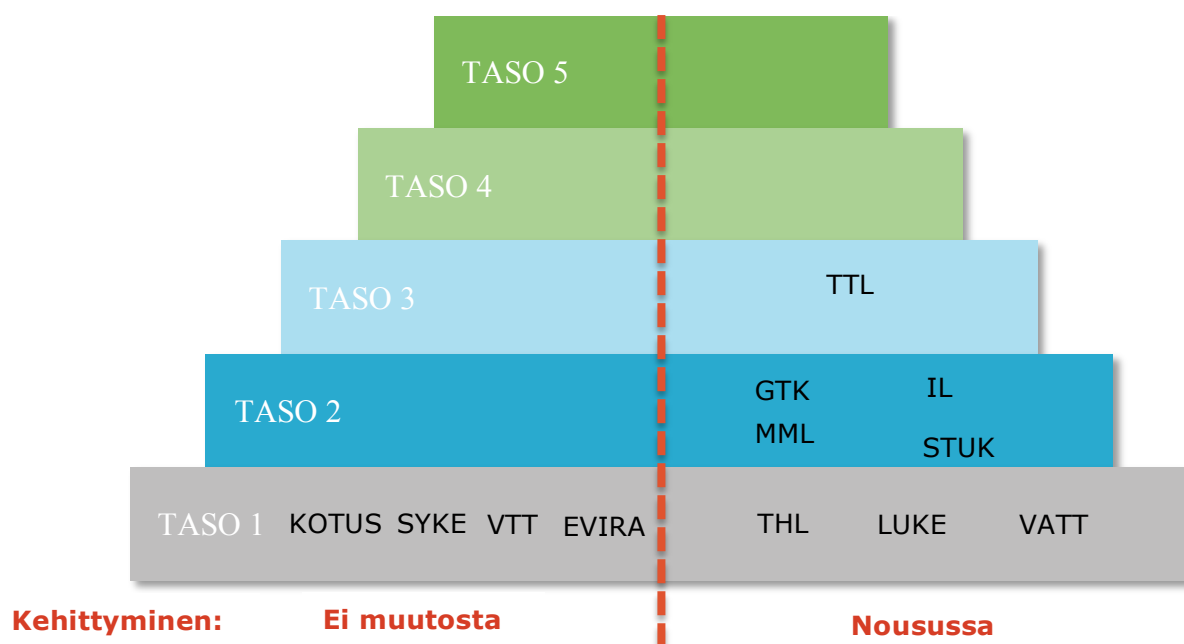 TASO 5
TASO 4
TASO 3
TTL
TASO 2
GTK
IL
MML
STUK
TASO 1 KOTUS SYKE VTT EVIRA THL LUKE VATT
Kehittyminen: Ei muutosta Nousussa